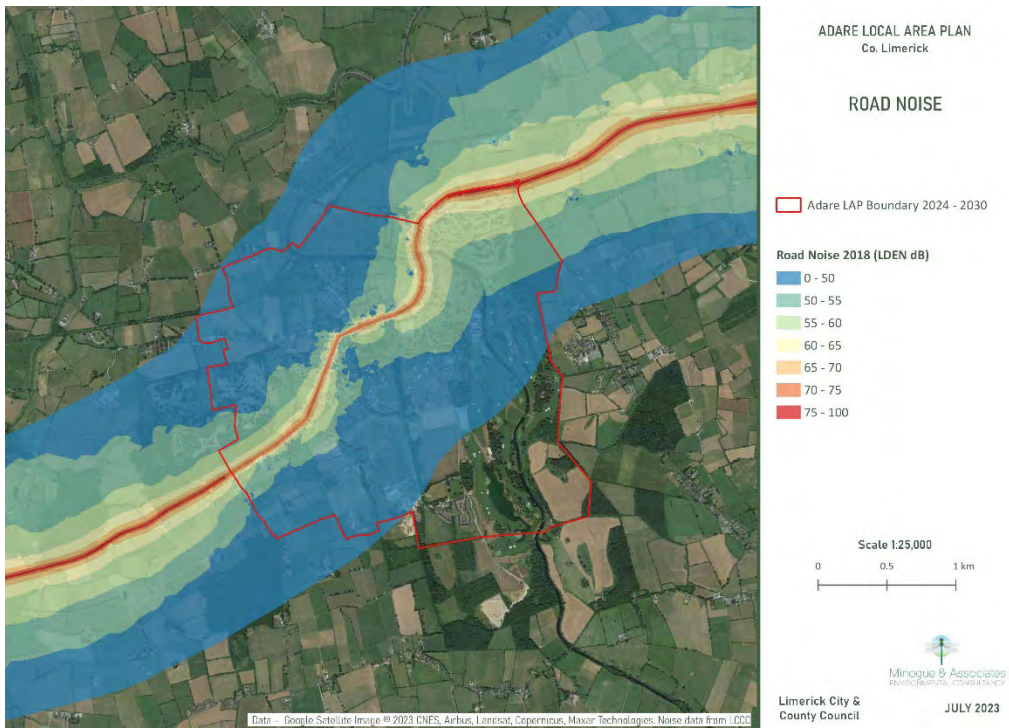 ADARE LOCAL AREA PLAN
Co. Limerick
ROAD NOISE
Adare LAP Boundary 2024 - 2030
Road Noise 2018 (LDEN dB)
0 - 50
50 - 55
55 - 60
60 - 65
65 - 70
70 - 75
75 - 100
Scale 1:25,000
0 0.5 1 km
Minogue & Associates
ENVIRONMENTAL CONSULTANCY
Limerick City &
County Council
JULY 2023
Data - Google Satellite Image © 2023 CNES, Airbus, Landsat, Copernicus, Maxar Technologies. Noise data from LCCC